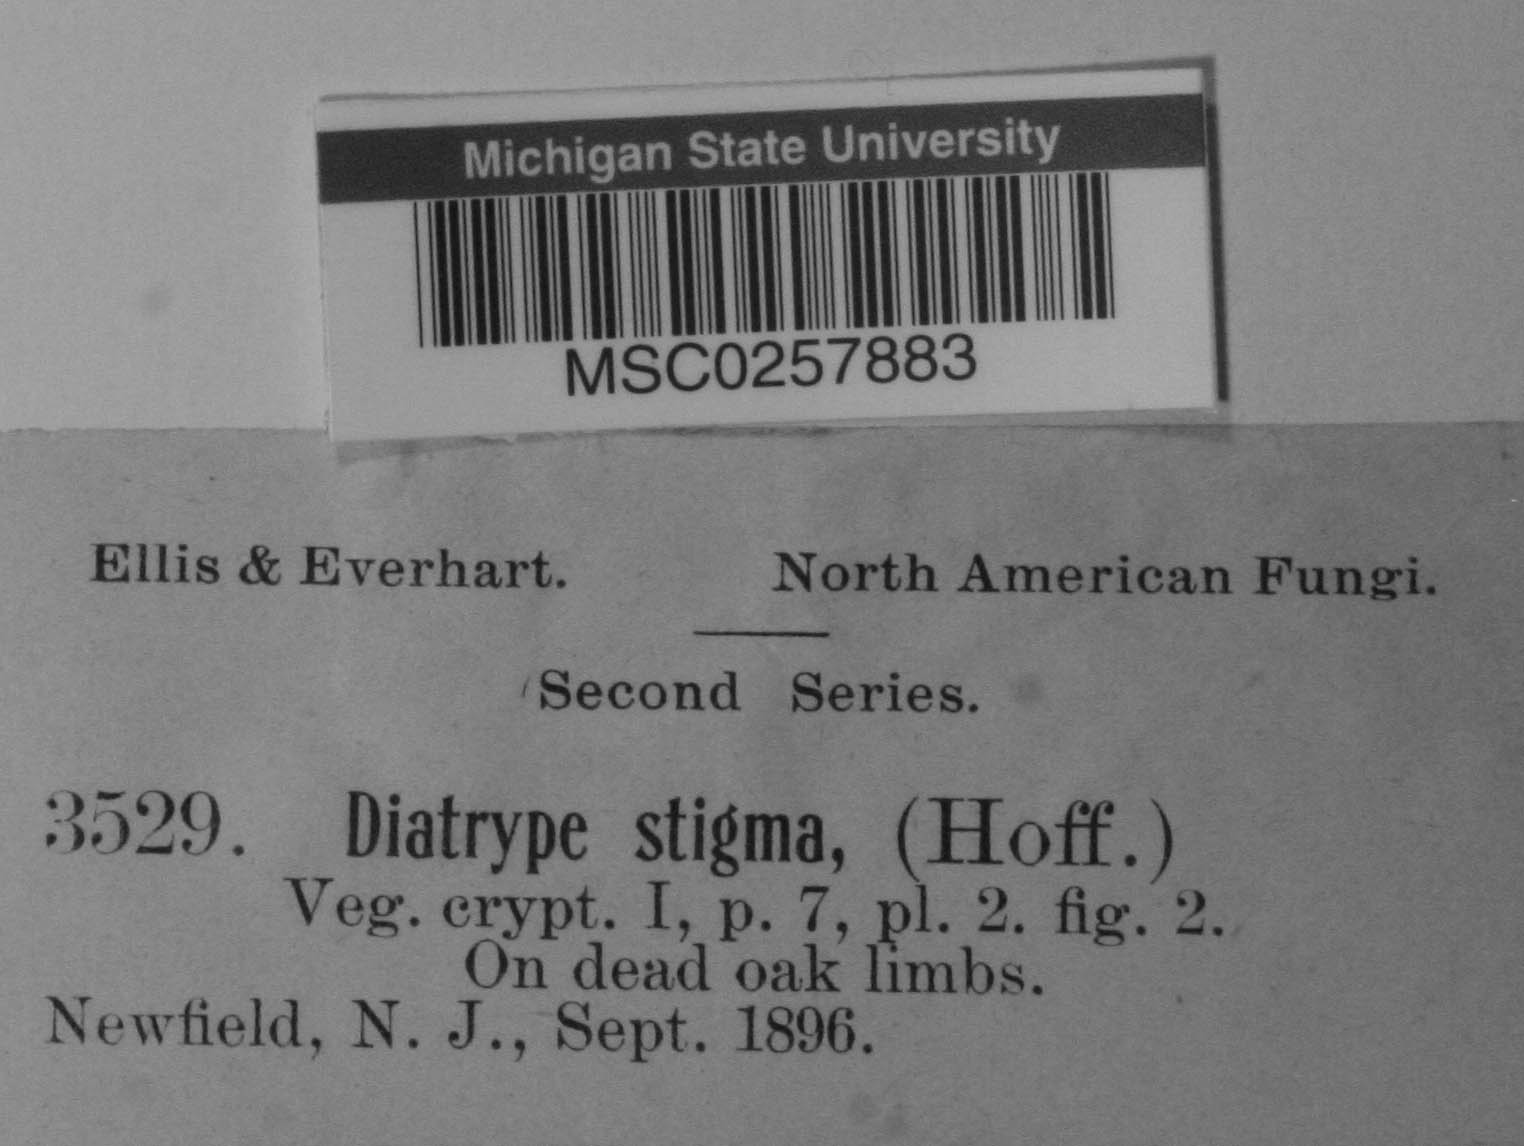 Michigan State University
MSC0257883
Ellis & Everhart. North American Fungi.
Second Series.
3529. Diatrype stigma, (Hoff.)
Veg. crypt. I, p. 7, pl. 2. fig. 2.
On dead oak limbs.
Newfield, N. J., Sept. 1896.